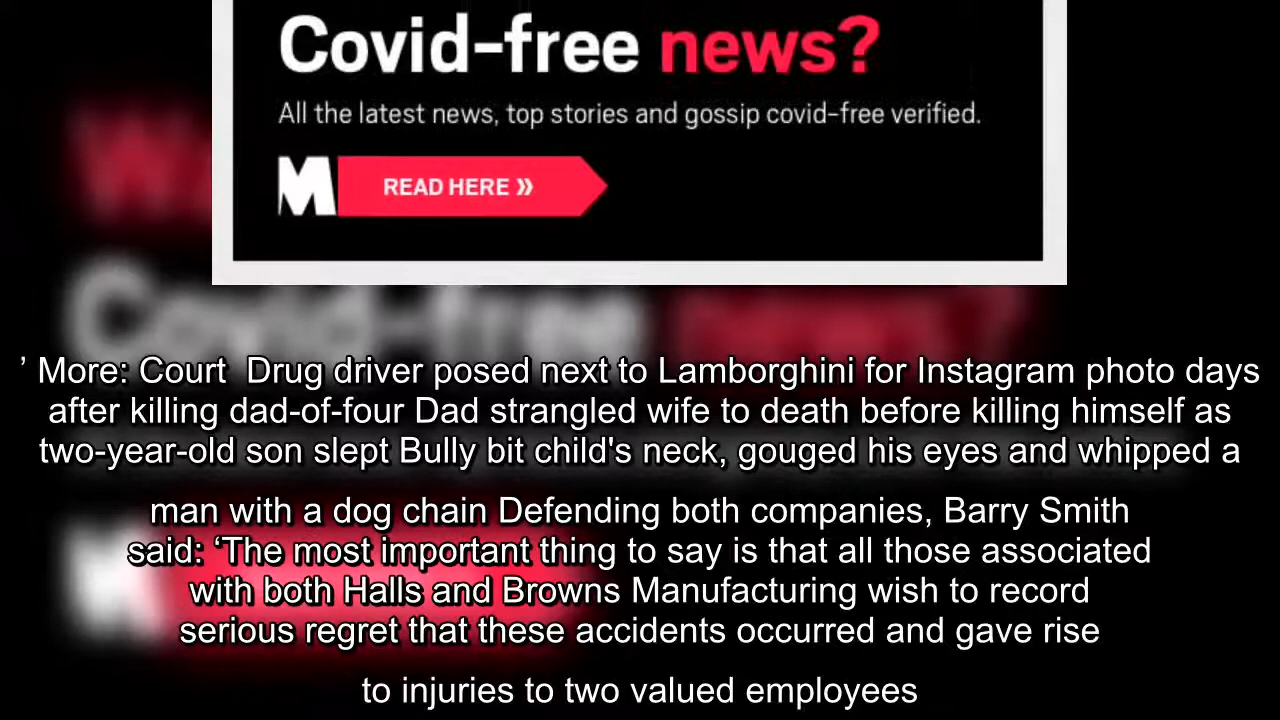 Covid-free news?
All the latest news, top stories and gossip covid-free verified.
M READ HERE »
’ More: Court  Drug driver posed next to Lamborghini for Instagram photo days
after killing dad-of-four Dad strangled wife to death before killing himself as
two-year-old son slept Bully bit child's neck, gouged his eyes and whipped a
man with a dog chain Defending both companies, Barry Smith
said: ‘The most important thing to say is that all those associated
with both Halls and Browns Manufacturing wish to record
serious regret that these accidents occurred and gave rise
to injuries to two valued employees